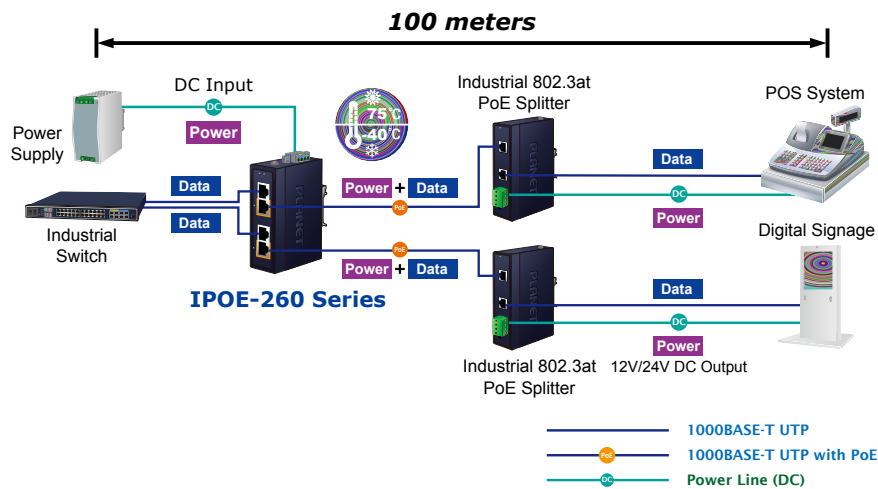 100 meters
DC Input
DC
Power
Power
Supply
75°C
-40°C
Industrial 802.3at
PoE Splitter
POS System
Data
Data
Industrial
Switch
PLANET
IPOE-260 Series
Power + Data
PoE
PoE
Power + Data
PLANET
Data
DC
Power
Digital Signage
PLANET
Data
DC
Power
12V/24V DC Output
Industrial 802.3at
PoE Splitter
1000BASE-T UTP
PoE
1000BASE-T UTP with PoE
DC
Power Line (DC)